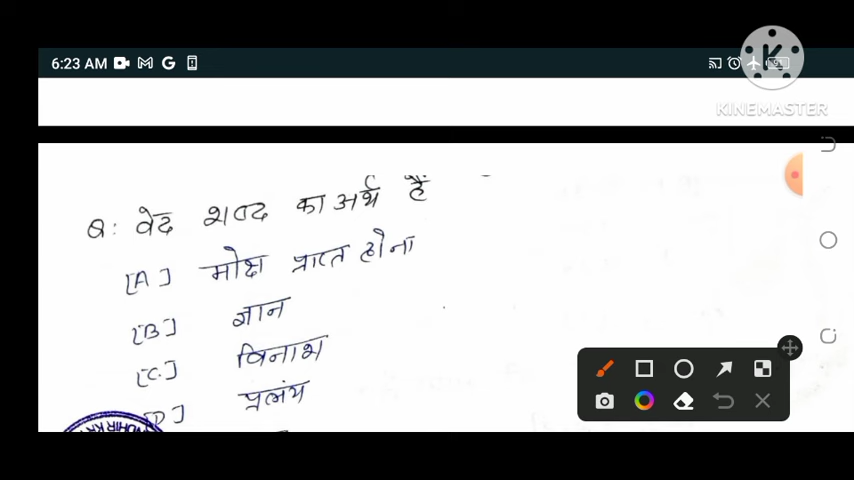 6:23 AM
KINEMASTER
Q: वेद शब्द का अर्थ हैं
[A] मोक्ष प्राप्त होना
[B] ज्ञान
[C.] विनाश
[D] प्रलंय